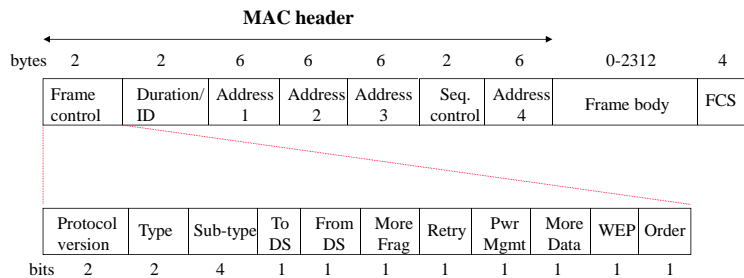 MAC header
bytes 2 2 6 6 6 2 6 0-2312 4
Frame control Duration/ ID Address 1 Address 2 Address 3 Seq. control Address 4 Frame body FCS
Protocol version Type Sub-type To DS From DS More Frag Retry Pwr Mgmt More Data WEP Order
bits 2 2 4 1 1 1 1 1 1 1 1